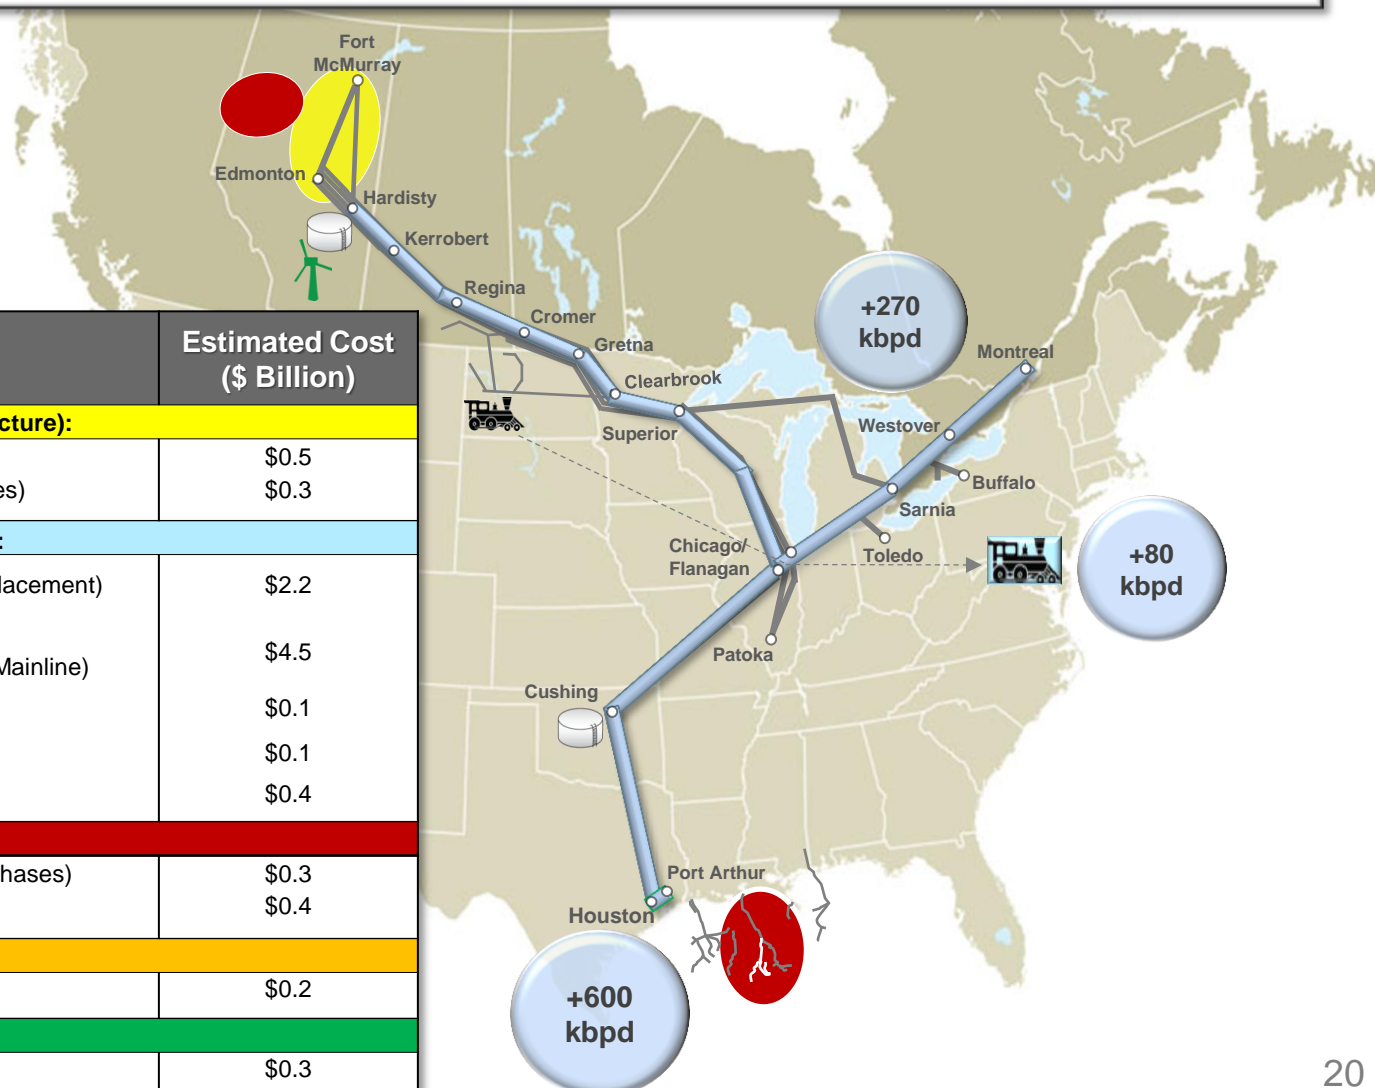 Fort
McMurray
Edmonton
Hardisty
Kerrobert
Regina
Cromer
Gretna
Clearbrook
Superior
+270
kbpd
Montreal
Westover
Buffalo
Sarnia
Toledo
Chicago/
Flanagan
+80
kbpd
Patoka
Cushing
Port Arthur
Houston
+600
kbpd
Estimated Cost
($ Billion)
cture):
$0.5
es) $0.3
:
lacement) $2.2
$4.5
Mainline)
$0.1
$0.1
$0.4
hases) $0.3
$0.4
$0.2
$0.3
20